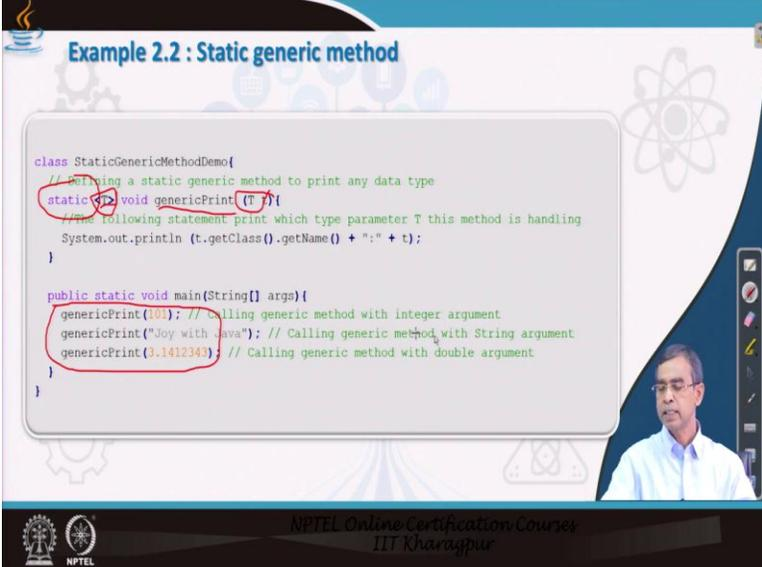 Example 2.2 : Static generic method
class StaticGenericMethodDemo{
// Defining a static generic method to print any data type
static <T> void genericPrint (T t){
//The following statement print which type parameter T this method is handling
System.out.println (t.getClass().getName() + ":" + t);
}
public static void main(String[] args){
genericPrint(101); // Calling generic method with integer argument
genericPrint("Joy with Java"); // Calling generic method with String argument
genericPrint(3.1412343); // Calling generic method with double argument
}
}
NPTEL Online Certification Courses
IIT Kharagpur
NPTEL